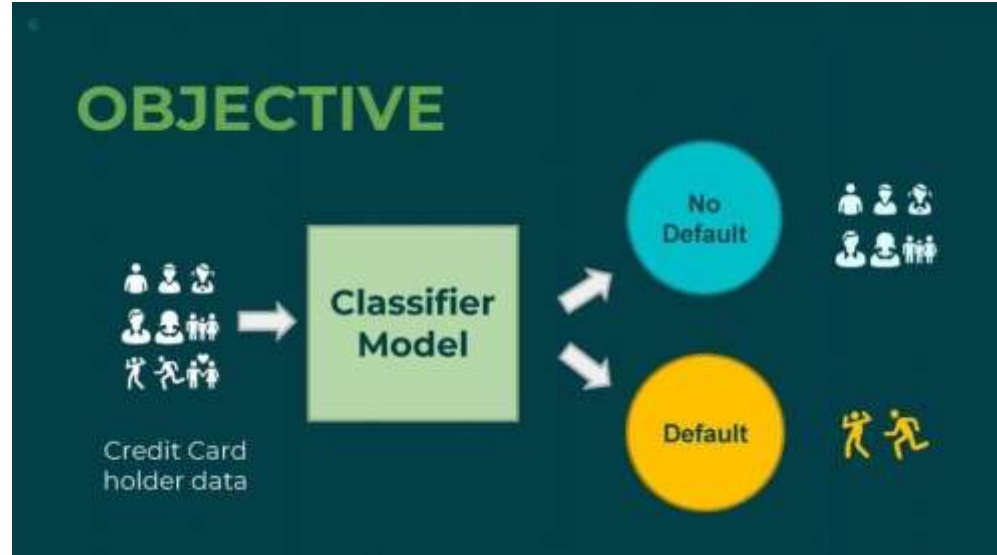 OBJECTIVE
Credit Card
holder data
Classifier
Model
No
Default
Default